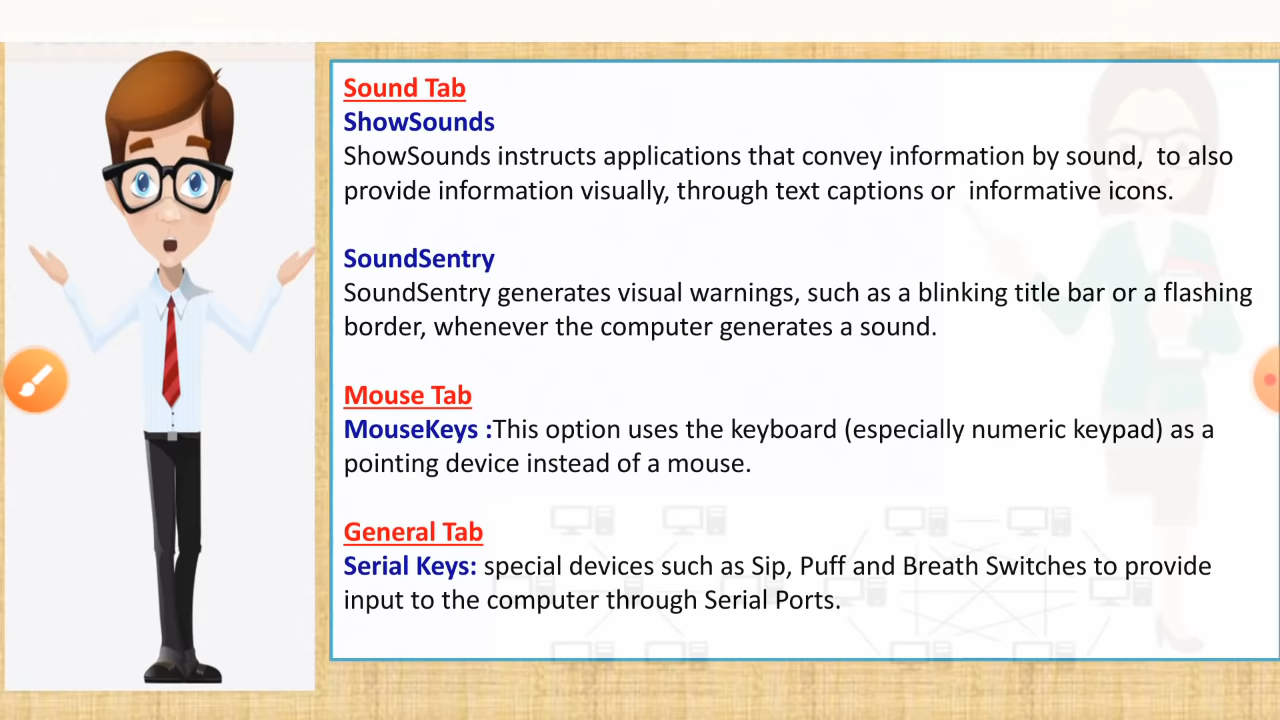 Sound Tab
ShowSounds
ShowSounds instructs applications that convey information by sound,  to also
provide information visually, through text captions or  informative icons.
SoundSentry
SoundSentry generates visual warnings, such as a blinking title bar or a flashing
border, whenever the computer generates a sound.
Mouse Tab
MouseKeys :This option uses the keyboard (especially numeric keypad) as a
pointing device instead of a mouse.
General Tab
Serial Keys: special devices such as Sip, Puff and Breath Switches to provide
input to the computer through Serial Ports.